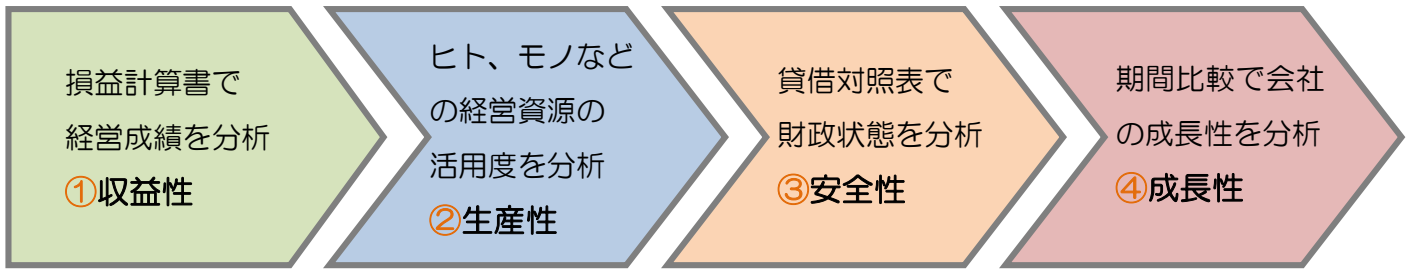 損益計算書で
経営成績を分析
①収益性
ヒト、モノなど
の経営資源の
活用度を分析
②生産性
貸借対照表で
財政状態を分析
③安全性
期間比較で会社
の成長性を分析
④成長性